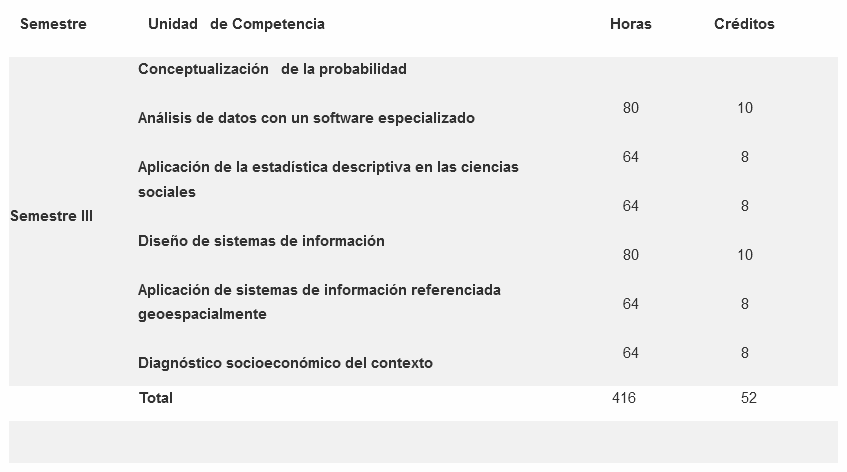 Semestre Unidad de Competencia Horas Créditos
Conceptualización de la probabilidad
80 10
Análisis de datos con un software especializado
64 8
Aplicación de la estadística descriptiva en las ciencias
sociales
64 8
Semestre III
Diseño de sistemas de información
80 10
Aplicación de sistemas de información referenciada
64 8
geoespacialmente
64 8
Diagnóstico socioeconómico del contexto
Total 416 52